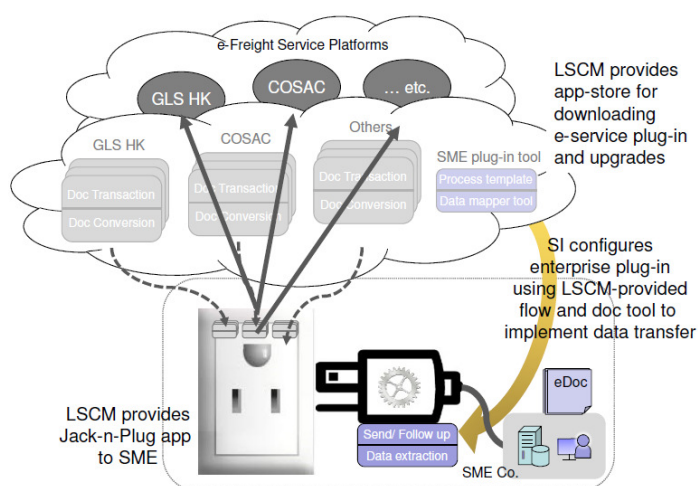 e-Freight Service Platforms
GLS HK
COSAC
... etc.
LSCM provides
app-store for
downloading
e-service plug-in
and upgrades
GLS HK
COSAC
Others
SME plug-in tool
Doc Transaction
Doc Conversion
Doc Transaction
Doc Conversion
Doc Transaction
Doc Conversion
Process template
Data mapper tool
SI configures
enterprise plug-in
using LSCM-provided
flow and doc tool to
implement data transfer
LSCM provides
Jack-n-Plug app
to SME
eDoc
Send/ Follow up
Data extraction
SME Co.